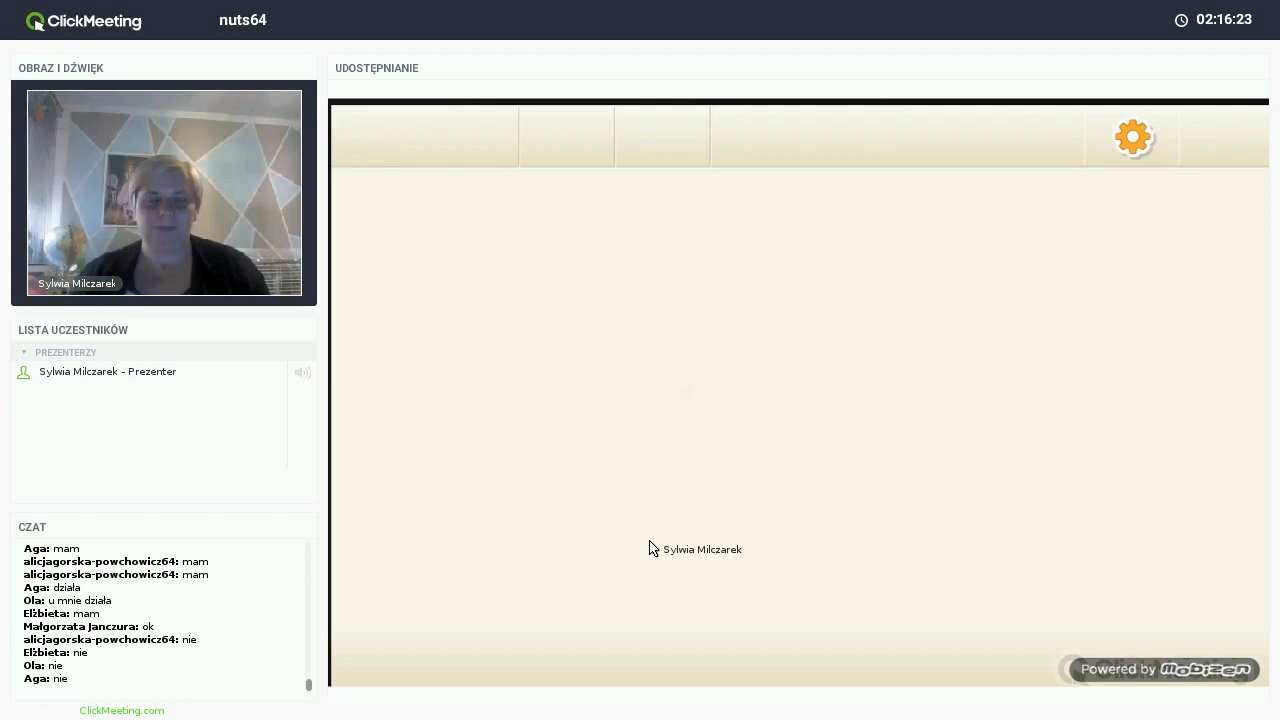 ClickMeeting
nuts64
02:16:23
OBRAZ I DŹWIĘK
Sylwia Milczarek
LISTA UCZESTNIKÓW
PREZENTERZY
Sylwia Milczarek - Prezenter
CZAT
Aga: mam
alicjagorska-powchowicz64: mam
alicjagorska-powchowicz64: mam
Aga: działa
Ola: u mnie działa
Elżbieta: mam
Małgorzata Janczura: ok
alicjagorska-powchowicz64: nie
Elżbieta: nie
Ola: nie
Aga: nie
ClickMeeting.com
UDOSTĘPNIANIE
Sylwia Milczarek
Powered by Mobizen